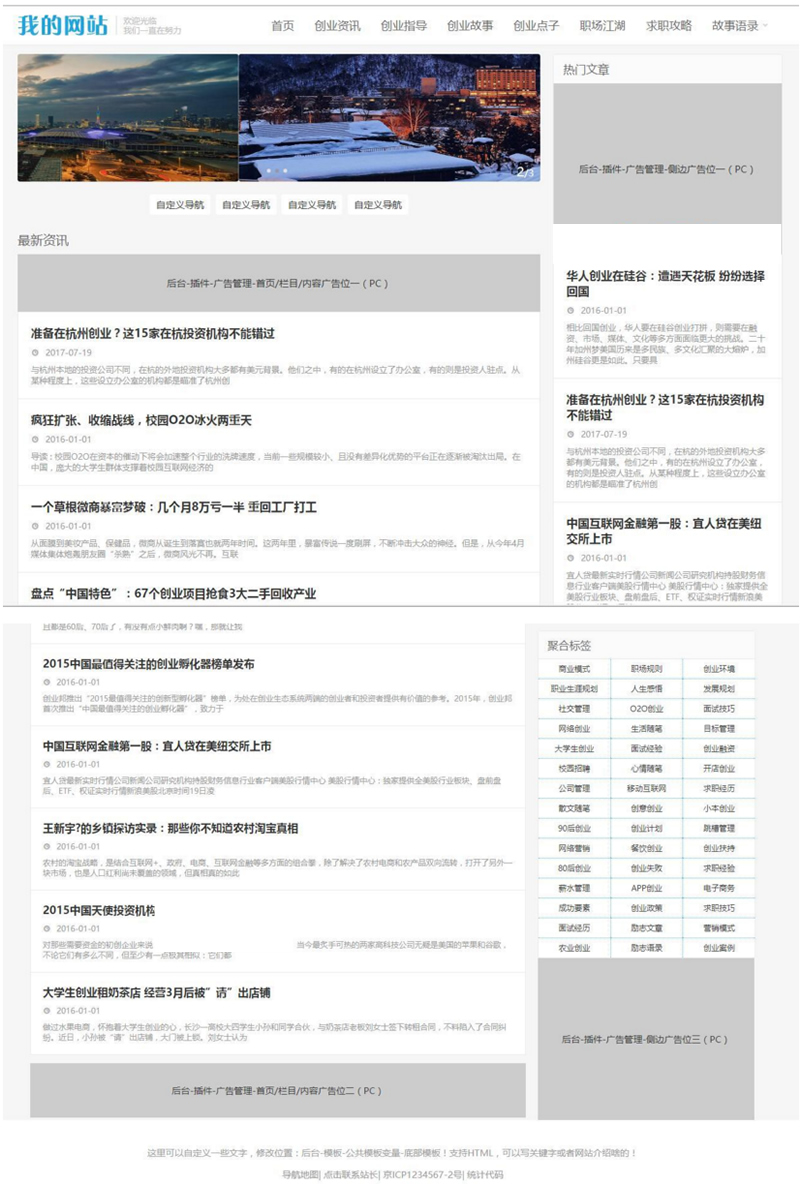 我的网站
欢迎光临
我们一直在努力
首页 创业资讯 创业指导 创业故事 创业点子 职场江湖 求职攻略 故事语录
2/3
自定义导航 自定义导航 自定义导航 自定义导航
最新资讯
后台-插件-广告管理-首页/栏目/内容广告位一（PC）
准备在杭州创业？这15家在杭投资机构不能错过
2017-07-19
与杭州本地的投资公司不同，在杭的外地投资机构大多都有美元背景。他们之中，有的在杭州设立了办公室，有的则是投资人驻点。从
某种程度上，这些设立办公室的机构都是瞄准了杭州创
疯狂扩张、收缩战线，校园O2O冰火两重天
2016-01-01
导读：校园O2O在资本的催动下将会加速整个行业的洗牌速度，当前一些规模较小、且没有差异化优势的平台正在逐渐被淘汰出局。在
中国，庞大的大学生群体支撑着校园互联网经济的
一个草根微商暴富梦破：几个月8万亏一半 重回工厂打工
2016-01-01
从面膜到美妆产品、保健品，微商从诞生到落寞也就两年时间。这两年里，暴富传说一度刷屏，不断冲击大众的神经。但是，从今年4月
媒体集体炮轰朋友圈“杀熟”之后，微商风光不再。互联
盘点“中国特色”：67个创业项目抢食3大二手回收产业
热门文章
后台-插件-广告管理-侧边广告位一（PC）
华人创业在硅谷：遭遇天花板 纷纷选择
回国
2016-01-01
相比回国创业，华人要在硅谷创业打拼，则需要在融
资、市场、媒体、文化等多方面面临更大的挑战。二十
年加州梦美国历来是多民族、多文化汇聚的大熔炉，加
州硅谷更是如此。只要具
准备在杭州创业？这15家在杭投资机构
不能错过
2017-07-19
与杭州本地的投资公司不同，在杭的外地投资机构大多
都有美元背景。他们之中，有的在杭州设立了办公室，
有的则是投资人驻点。从某种程度上，这些设立办公室
的机构都是瞄准了杭州创
中国互联网金融第一股：宜人贷在美纽
交所上市
2016-01-01
宜人贷最新实时行情公司新闻公司研究机构持股财务信
息行业客户端美股行情中心 美股行情中心：独家提供全
美股行业板块、盘前盘后、ETF、权证实时行情新浪美
且都是60后、70后了，有没有点小鲜肉啊？嘿，那就让我
2015中国最值得关注的创业孵化器榜单发布
2016-01-01
创业邦推出“2015最值得关注的创新型孵化器”榜单，为处在创业生态系统两端的创业者和投资者提供有价值的参考。2015年，创业邦
首次推出“中国最值得关注的创业孵化器”，致力于
中国互联网金融第一股：宜人贷在美纽交所上市
2016-01-01
宜人贷最新实时行情公司新闻公司研究机构持股财务信息行业客户端美股行情中心 美股行情中心：独家提供全美股行业板块、盘前盘
后、ETF、权证实时行情新浪美股北京时间19日凌
王新宇?的乡镇探访实录：那些你不知道农村淘宝真相
2016-01-01
农村的淘宝战略，是结合互联网+、政府、电商、互联网金融等多方面的组合拳，除了解决了农村电商和农产品双向流转，打开了另外一
块市场，也是人口红利尚未覆盖的领域，但真相真的如此
2015中国天使投资机构
2016-01-01
对那些需要资金的初创企业来说 当今最炙手可热的两家高科技公司无疑是美国的苹果和谷歌，
不论它们有多么不同，但至少有一点极其相似：它们都
大学生创业租奶茶店 经营3月后被”请”出店铺
2016-01-01
做过水果电商，怀抱着大学生创业的心，长沙一高校大四学生小孙和同学合伙，与奶茶店老板刘女士签下转租合同，不料陷入了合同纠
纷。近日，小孙被“请”出店铺，大门被上锁。刘女士认为
后台-插件-广告管理-首页/栏目/内容广告位二（PC）
聚合标签
商业模式 职场规则 创业环境
职业生涯规划 人生感悟 发展规划
社交管理 O2O创业 面试技巧
网络创业 生活随笔 目标管理
大学生创业 面试经验 创业融资
校园招聘 心情随笔 开店创业
公司管理 移动互联网 求职经历
散文随笔 创意创业 小本创业
90后创业 创业计划 跳槽管理
网络营销 餐饮创业 创业扶持
80后创业 创业失败 求职经验
薪水管理 APP创业 电子商务
成功要素 创业政策 求职技巧
面试经历 励志文章 营销模式
农业创业 励志语录 创业案例
后台-插件-广告管理-侧边广告位三（PC）
这里可以自定义一些文字，修改位置：后台-模板-公共模板变量-底部模板！支持HTML，可以写关键字或者网站介绍啥的！
导航地图| 点击联系站长| 京ICP1234567-2号| 统计代码